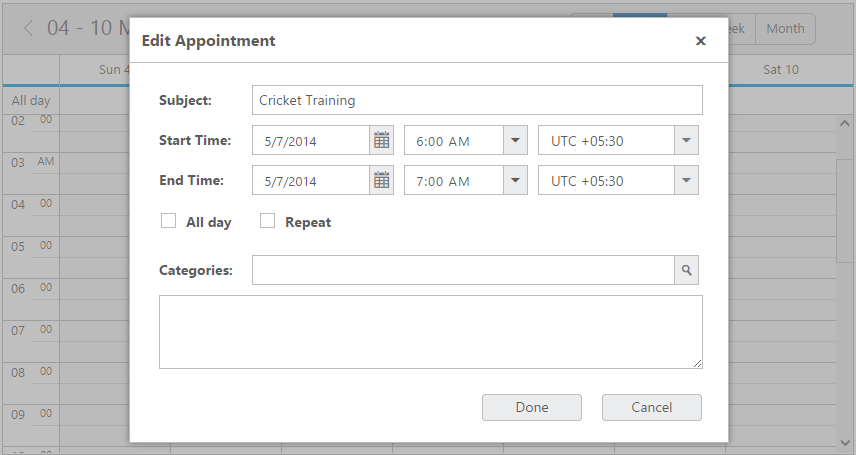 04 - 10 M
eek
Month
Edit Appointment
Sun 4
Sat 10
All day
Subject:
Cricket Training
02 00
Start Time:
5/7/2014
6:00 AM
UTC +05:30
03 AM
End Time:
5/7/2014
7:00 AM
UTC +05:30
04 00
All day
Repeat
05 00
Categories:
06 00
07 00
08 00
09 00
Done
Cancel